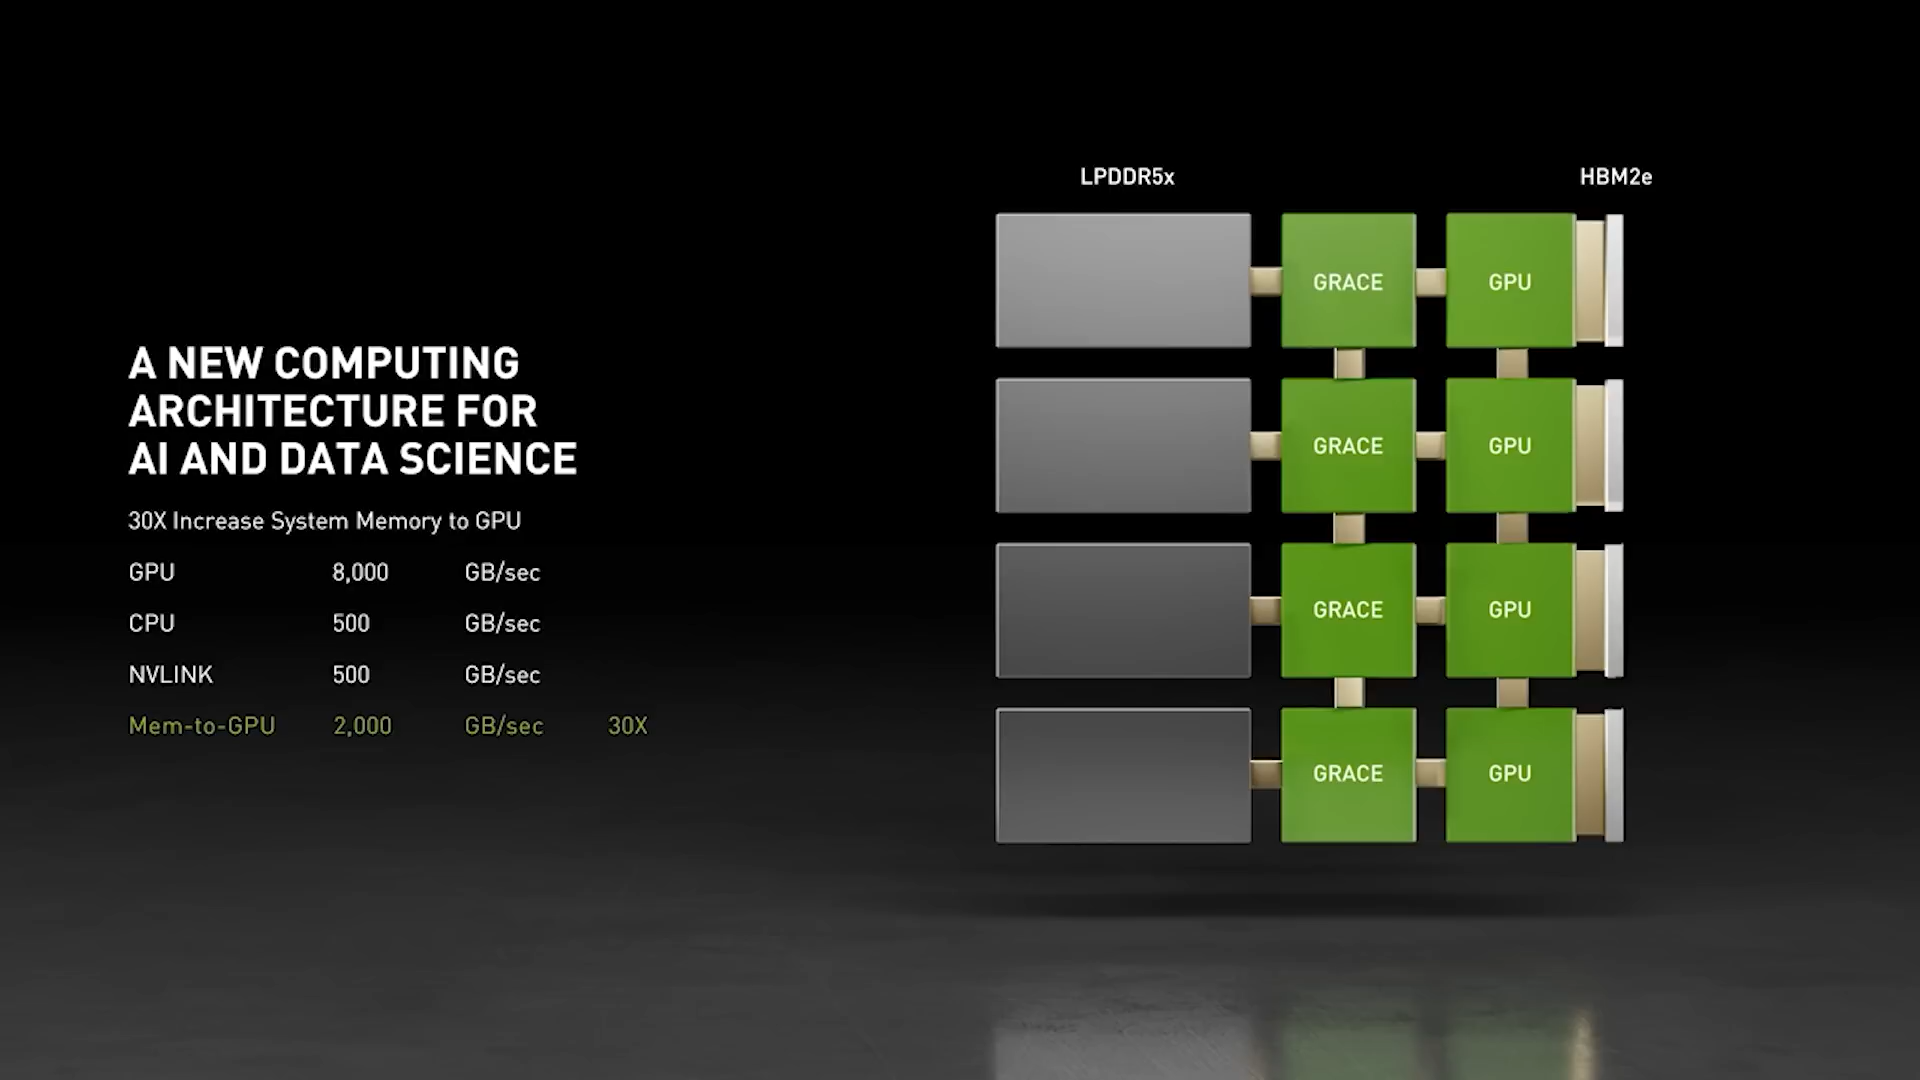 LPDDR5x
HBM2e
A NEW COMPUTING
ARCHITECTURE FOR
AI AND DATA SCIENCE
30X Increase System Memory to GPU
GPU 8,000 GB/sec
CPU 500 GB/sec
NVLINK 500 GB/sec
Mem-to-GPU 2,000 GB/sec 30X
GRACE GPU
GRACE GPU
GRACE GPU
GRACE GPU